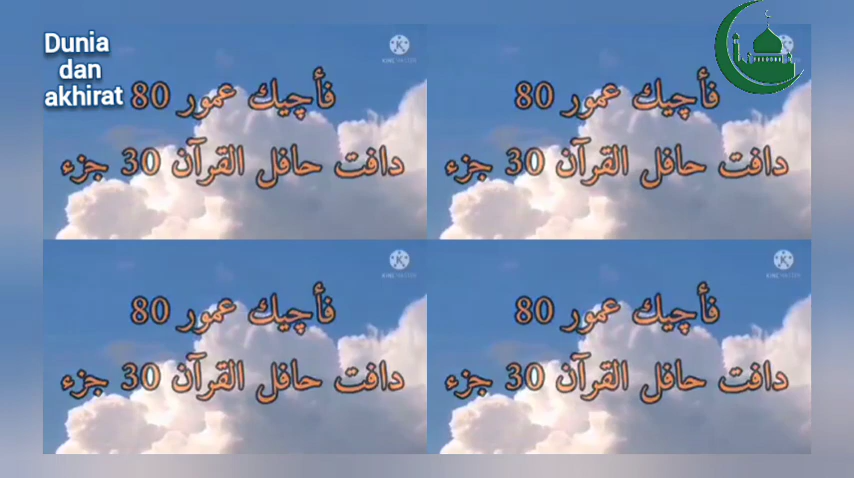 Dunia
dan
akhirat
فأچيك عمور 80
دافت حافل القرآن 30 جزء
فأچيك عمور 80
دافت حافل القرآن 30 جزء
فأچيك عمور 80
دافت حافل القرآن 30 جزء
فأچيك عمور 80
دافت حافل القرآن 30 جزء